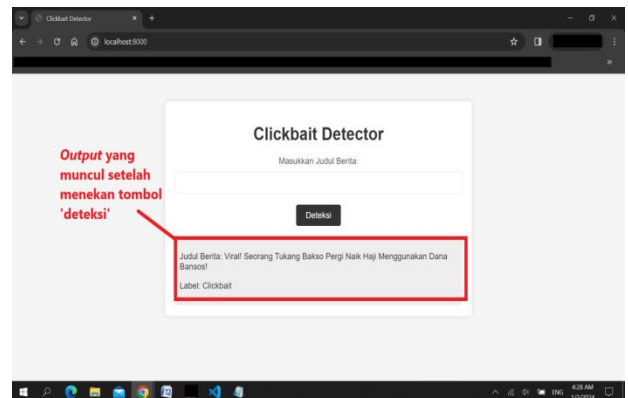 Clickbait Detector
localhost:8000
Clickbait Detector
Masukkan Judul Berita:
Deteksi
Output yang
muncul setelah
menekan tombol
'deteksi'
Judul Berita: Viral! Seorang Tukang Bakso Pergi Naik Haji Menggunakan Dana
Bansos!
Label: Clickbait
ENG
4:28 AM